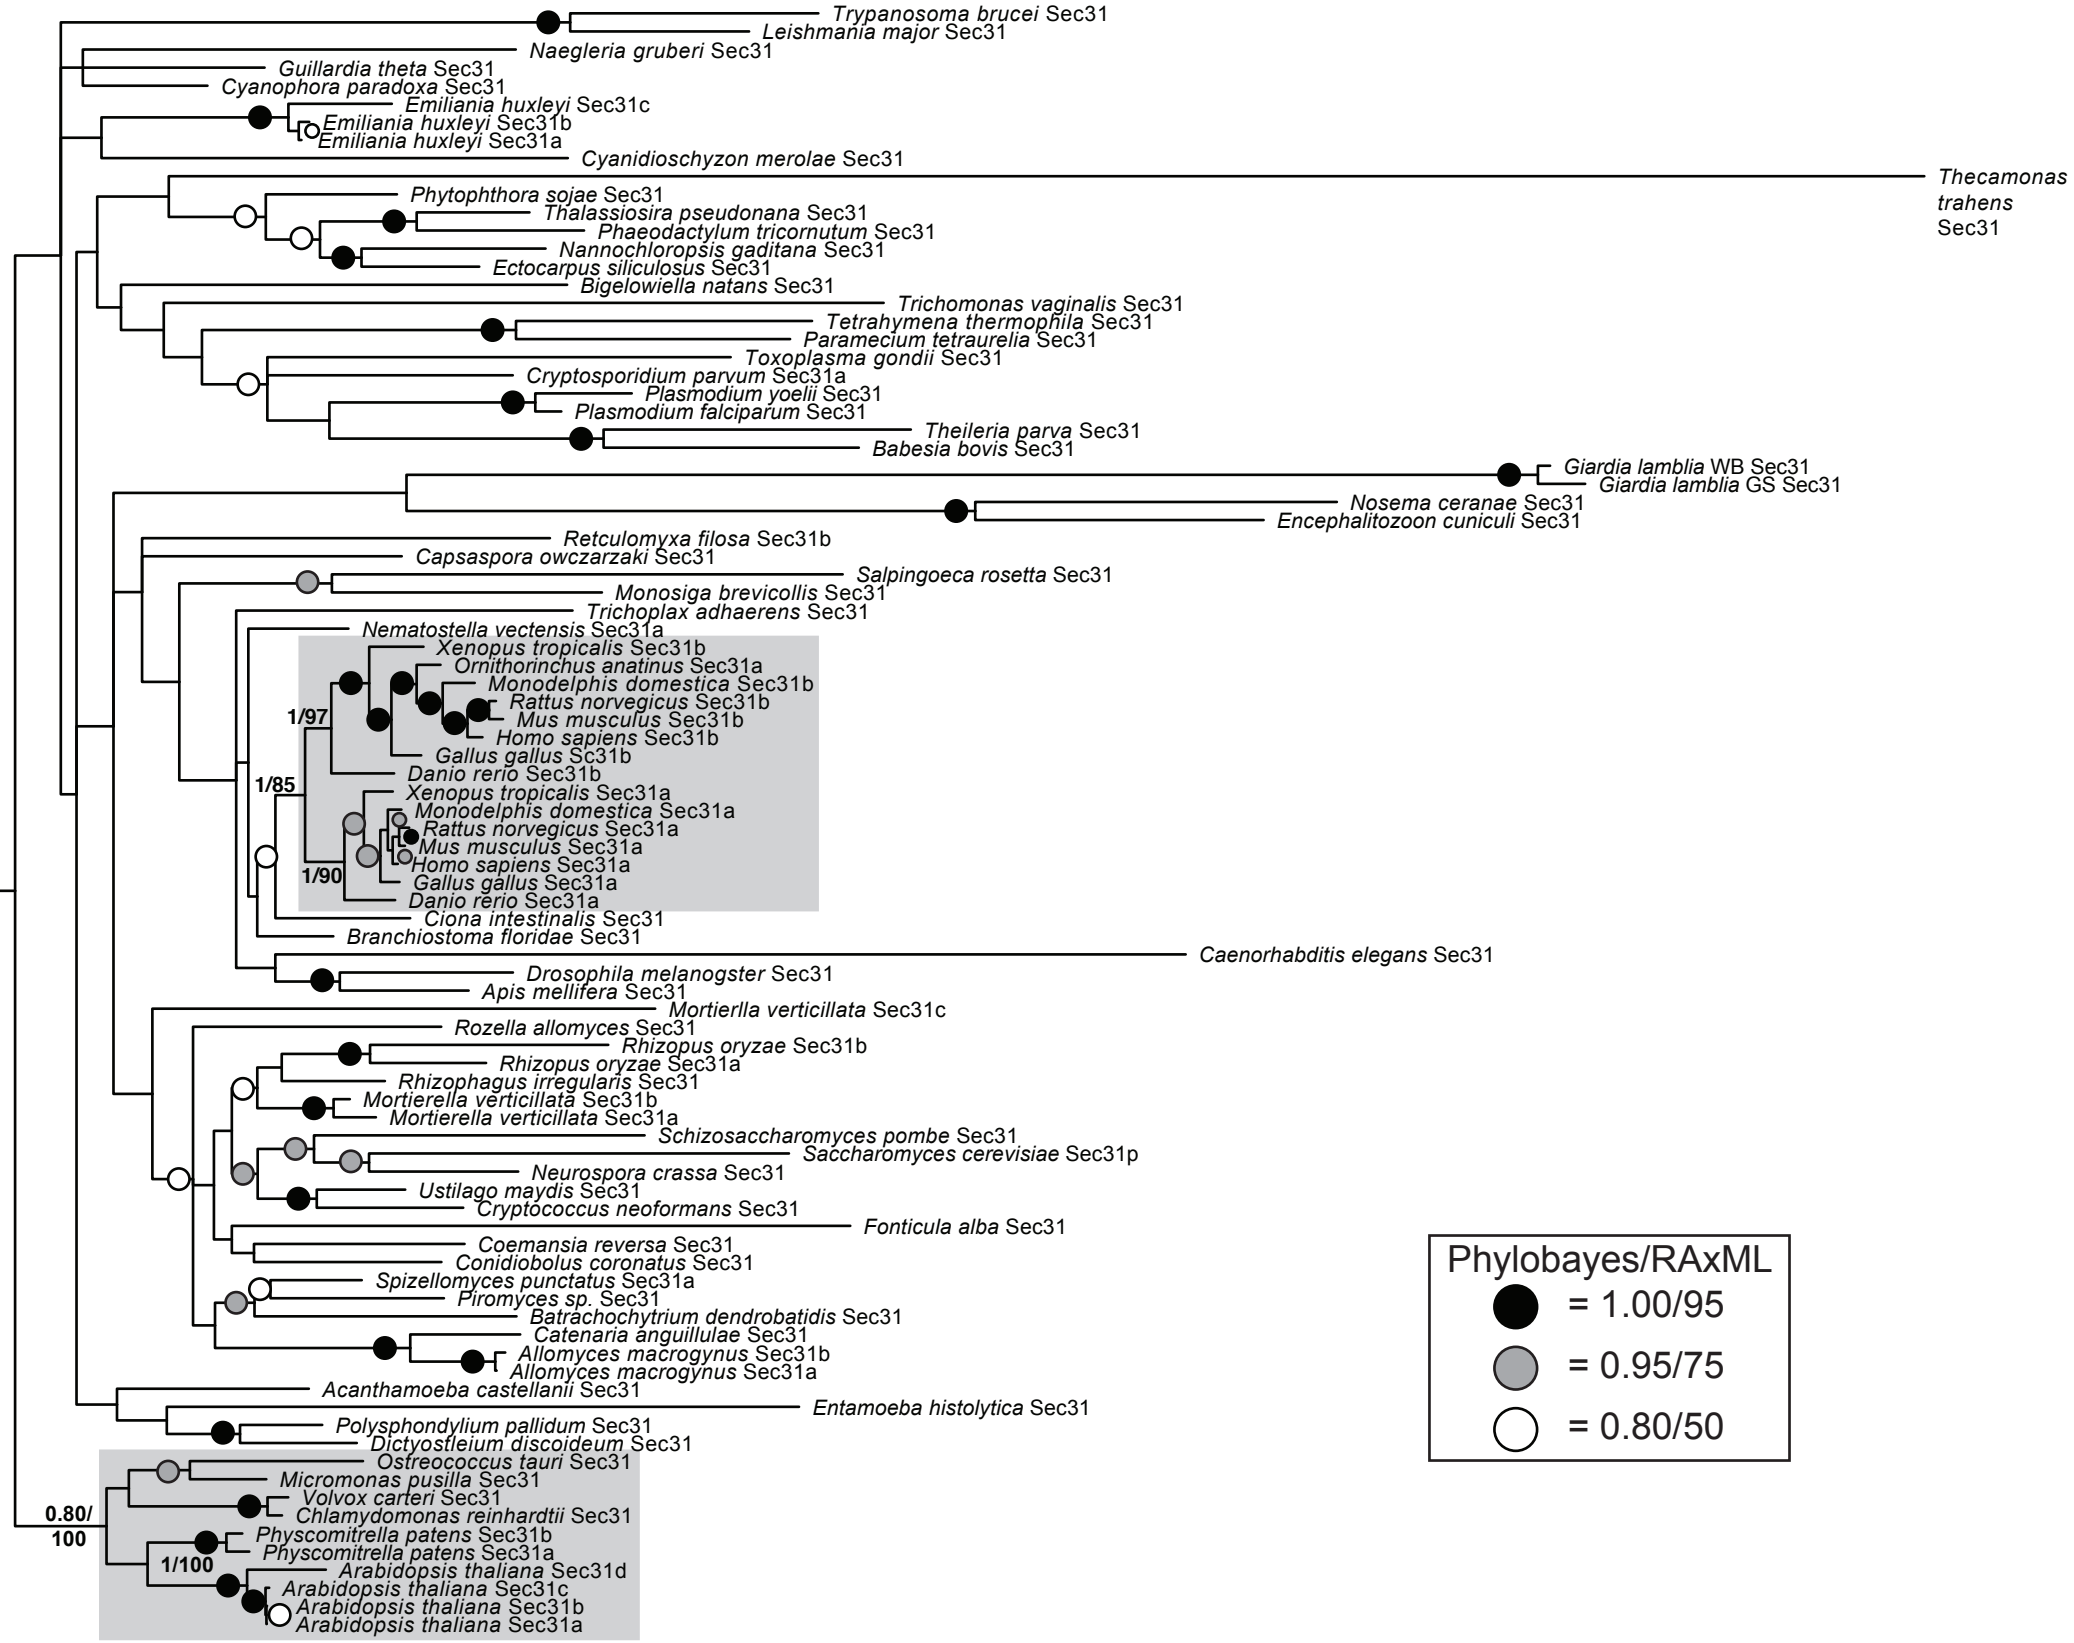 Trypanosoma brucei Sec31
Leishmania major Sec31
Naegleria gruberi Sec31
Guillardia theta Sec31
Cyanophora paradoxa Sec31
Emiliania huxleyi Sec31c
Emiliania huxleyi Sec31b
Emiliania huxleyi Sec31a
Cyanidioschyzon merolae Sec31
Thecamonas
trahens
Sec31
Phytophthora sojae Sec31
Thalassiosira pseudonana Sec31
Phaeodactylum tricornutum Sec31
Nannochloropsis gaditana Sec31
Ectocarpus siliculosus Sec31
Bigelowiella natans Sec31
Trichomonas vaginalis Sec31
Tetrahymena thermophila Sec31
Paramecium tetraurelia Sec31
Toxoplasma gondii Sec31
Cryptosporidium parvum Sec31a
Plasmodium yoelii Sec31
Plasmodium falciparum Sec31
Theileria parva Sec31
Babesia bovis Sec31
Giardia lamblia WB Sec31
Giardia lamblia GS Sec31
Nosema ceranae Sec31
Encephalitozoon cuniculi Sec31
Retculomyxa filosa Sec31b
Capsaspora owczarzaki Sec31
Salpingoeca rosetta Sec31
Monosiga brevicollis Sec31
Trichoplax adhaerens Sec31
Nematostella vectensis Sec31a
Xenopus tropicalis Sec31b
Ornithorinchus anatinus Sec31a
Monodelphis domestica Sec31b
Rattus norvegicus Sec31b
Mus musculus Sec31b
1/97
Homo sapiens Sec31b
Gallus gallus Sc31b
Danio rerio Sec31b
1/85
Xenopus tropicalis Sec31a
Monodelphis domestica Sec31a
Rattus norvegicus Sec31a
Mus musculus Sec31a
Homo sapiens Sec31a
1/90
Gallus gallus Sec31a
Danio rerio Sec31a
Ciona intestinalis Sec31
Branchiostoma floridae Sec31
Caenorhabditis elegans Sec31
Drosophila melanogster Sec31
Apis mellifera Sec31
Mortierlla verticillata Sec31c
Rozella allomyces Sec31
Rhizopus oryzae Sec31b
Rhizopus oryzae Sec31a
Rhizophagus irregularis Sec31
Mortierella verticillata Sec31b
Mortierella verticillata Sec31a
Schizosaccharomyces pombe Sec31
Saccharomyces cerevisiae Sec31p
Neurospora crassa Sec31
Ustilago maydis Sec31
Cryptococcus neoformans Sec31
Fonticula alba Sec31
Coemansia reversa Sec31
Conidiobolus coronatus Sec31
Spizellomyces punctatus Sec31a
Piromyces sp. Sec31
Batrachochytrium dendrobatidis Sec31
Catenaria anguillulae Sec31
Allomyces macrogynus Sec31b
Allomyces macrogynus Sec31a
Acanthamoeba castellanii Sec31
Entamoeba histolytica Sec31
Polysphondylium pallidum Sec31
Dictyostleium discoideum Sec31
Ostreococcus tauri Sec31
Micromonas pusilla Sec31
Volvox carteri Sec31
Chlamydomonas reinhardtii Sec31
0.80/
100
Physcomitrella patens Sec31b
Physcomitrella patens Sec31a
1/100
Arabidopsis thaliana Sec31d
Arabidopsis thaliana Sec31c
Arabidopsis thaliana Sec31b
Arabidopsis thaliana Sec31a
Phylobayes/RAxML
= 1.00/95
= 0.95/75
= 0.80/50